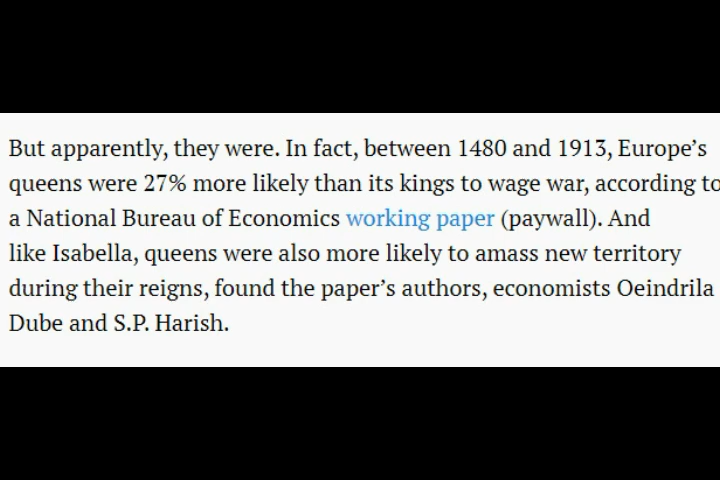 But apparently, they were. In fact, between 1480 and 1913, Europe’s
queens were 27% more likely than its kings to wage war, according to
a National Bureau of Economics working paper (paywall). And
like Isabella, queens were also more likely to amass new territory
during their reigns, found the paper’s authors, economists Oeindrila
Dube and S.P. Harish.